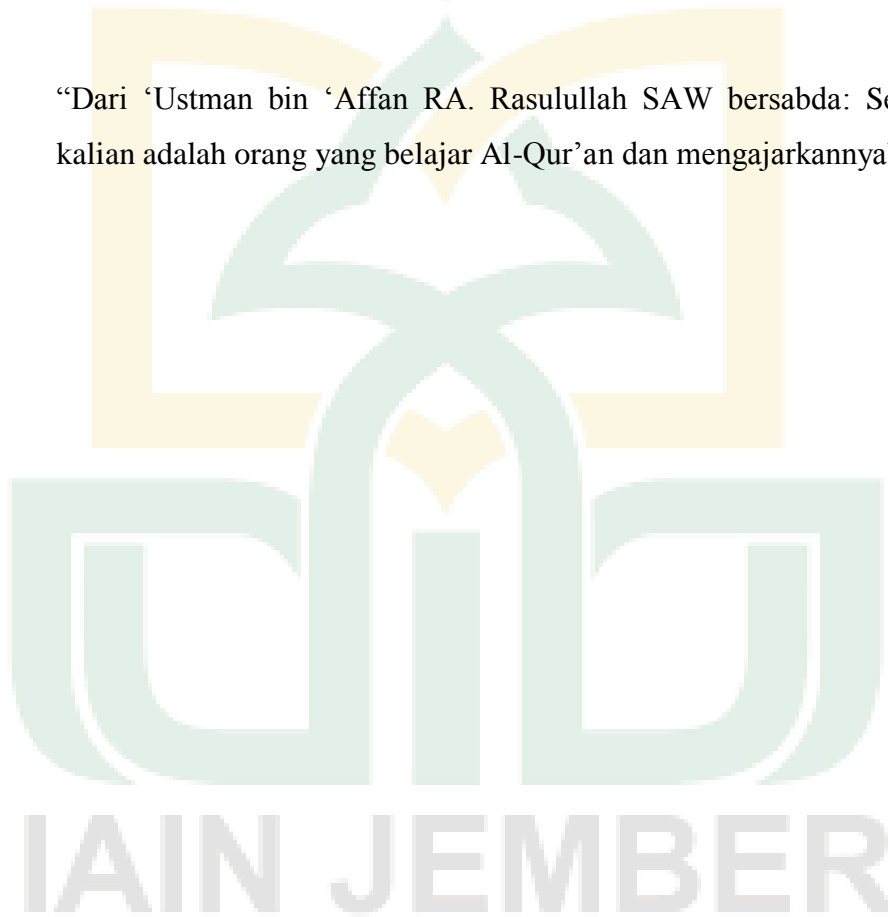 “Dari ‘Ustman bin ‘Affan RA. Rasulullah SAW bersabda:
kalian adalah orang yang belajar Al-Qur’an dan mengajarkannya
IAIN JEMBER